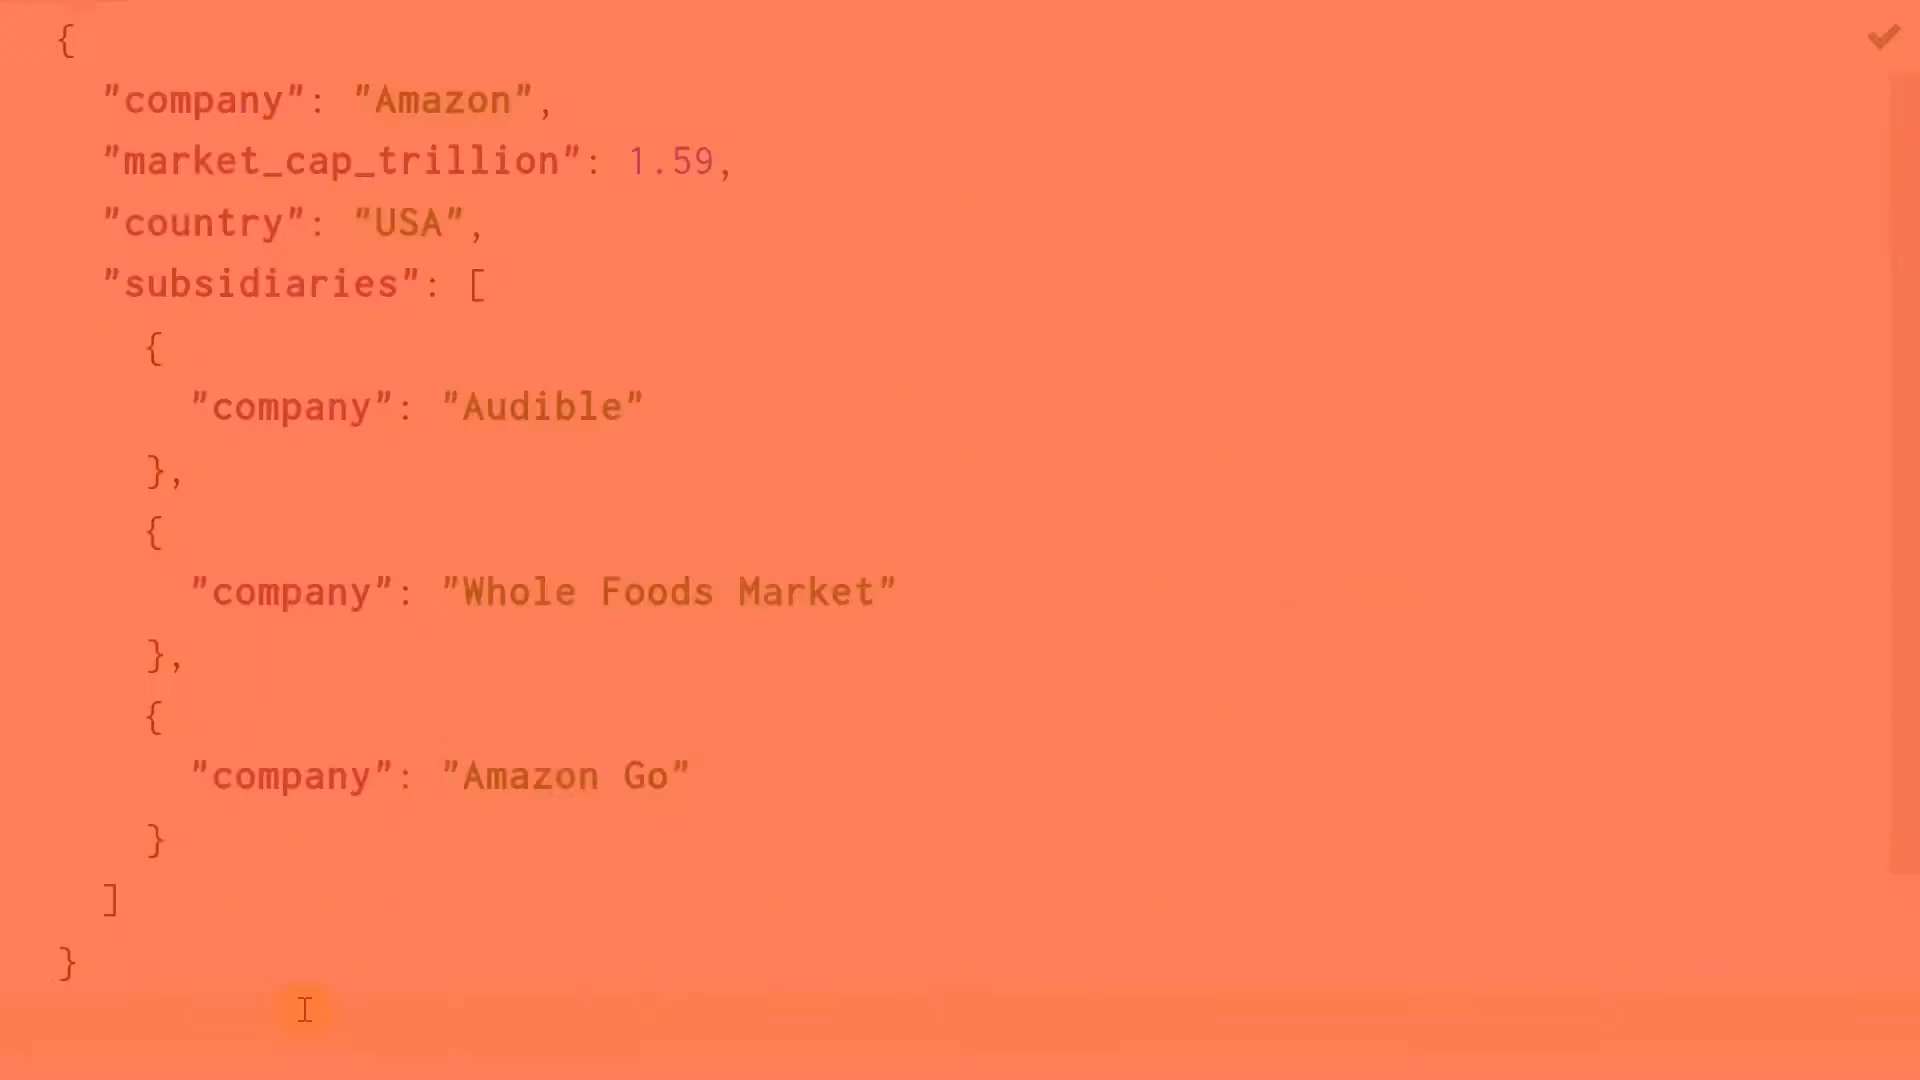 {
"company": "Amazon",
"market_cap_trillion": 1.59,
"country": "USA",
"subsidiaries": [
{
"company": "Audible"
},
{
"company": "Whole Foods Market"
},
{
"company": "Amazon Go"
}
]
}